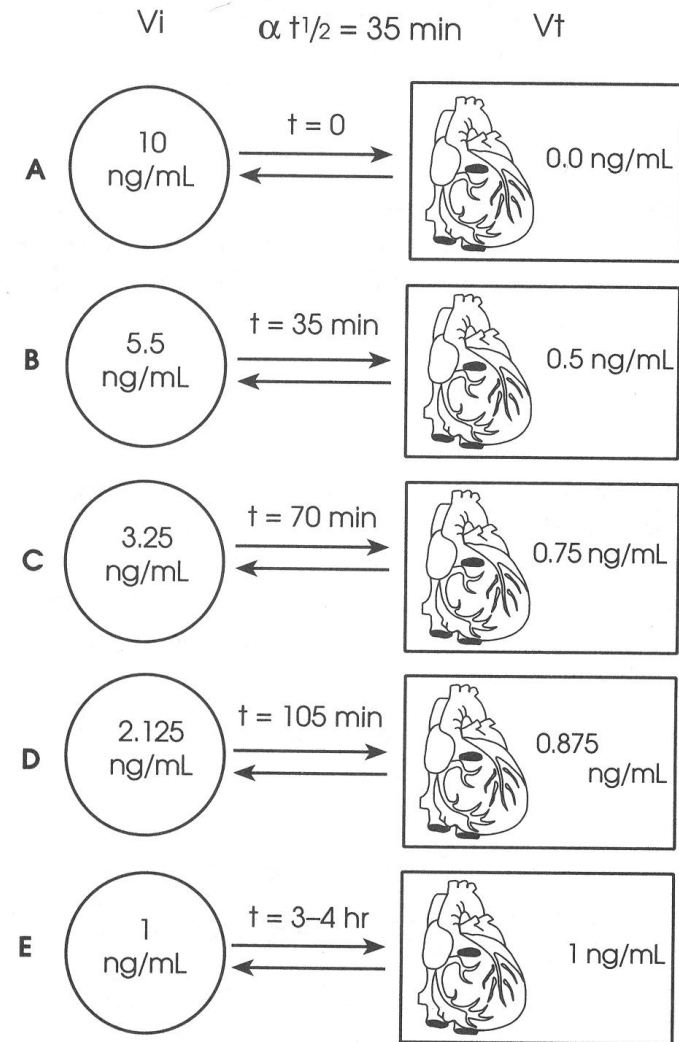 Vi α t1/2 = 35 min Vt
A 10 ng/mL t = 0 0.0 ng/mL
B 5.5 ng/mL t = 35 min 0.5 ng/mL
C 3.25 ng/mL t = 70 min 0.75 ng/mL
D 2.125 ng/mL t = 105 min 0.875 ng/mL
E 1 ng/mL t = 3–4 hr 1 ng/mL